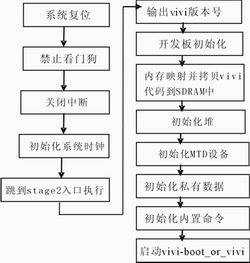 系统复位
禁止看门狗
关闭中断
初始化系统时钟
跳到stage2入口执行
输出vivi版本号
开发板初始化
内存映射并拷贝vivi
代码到SDRAM中
初始化堆
初始化MTD设备
初始化私有数据
初始化内置命令
启动vivi-boot_or_vivi